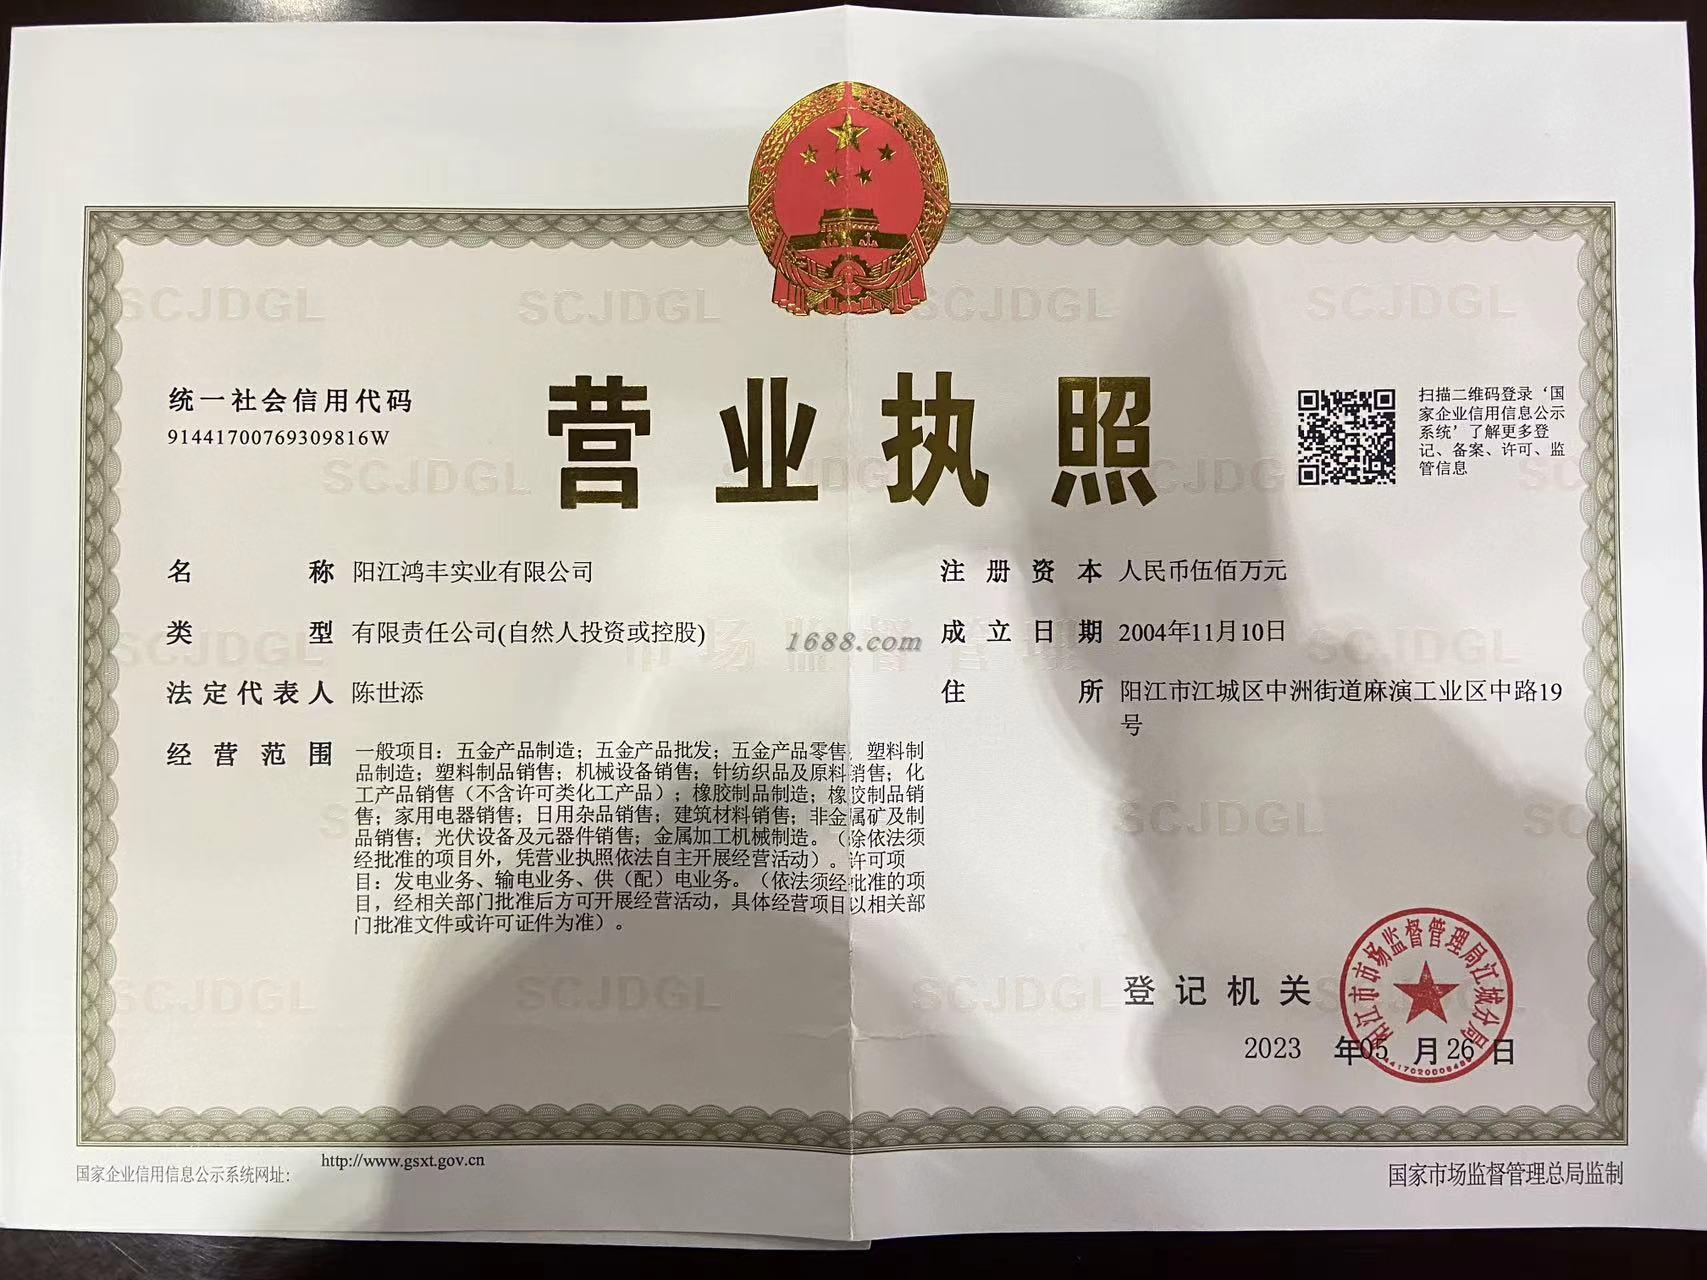 统一社会信用代码
91441700769309816W
营业执照
扫描二维码登录‘国
家企业信用信息公示
系统’了解更多登
记、备案、许可、监
管信息
名称 阳江鸿丰实业有限公司
类型 有限责任公司(自然人投资或控股)
法定代表人 陈世添
经营范围 一般项目：五金产品制造；五金产品批发；五金产品零售；塑料制
品制造；塑料制品销售；机械设备销售；针纺织品及原料销售；化
工产品销售（不含许可类化工产品）；橡胶制品制造；橡胶制品销
售；家用电器销售；日用杂品销售；建筑材料销售；非金属矿及制
品销售；光伏设备及元器件销售；金属加工机械制造。（除依法须
经批准的项目外，凭营业执照依法自主开展经营活动）。许可项
目：发电业务、输电业务、供（配）电业务。（依法须经批准的项
目，经相关部门批准后方可开展经营活动，具体经营项目以相关部
门批准文件或许可证件为准）。
注册资本 人民币伍佰万元
成立日期 2004年11月10日
住所 阳江市江城区中洲街道麻演工业区中路19
号
1688.com
市场监督管理
SCJDGL SCJDGL SCJDGL SCJDGL
登记机关
阳江市市场监督管理局江城分局
2023 年05 月26日
国家企业信用信息公示系统网址：
http://www.gsxt.gov.cn
国家市场监督管理总局监制